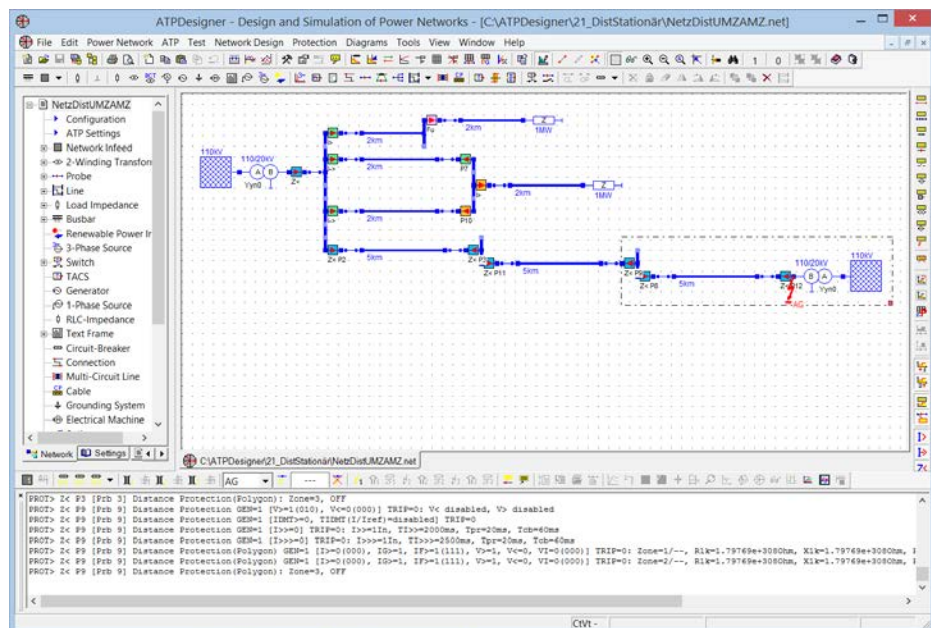 ATPDesigner - Design and Simulation of Power Networks - [C:\ATPDesigner\21_DistStationär\NetzDistUMZAMZ.net]
File Edit Power Network ATP Test Network Design Protection Diagrams Tools View Window Help
NetzDistUMZAMZ
Configuration
ATP Settings
Network Infeed
2-Winding Transforn
Probe
Line
Load Impedance
Busbar
Renewable Power Ir
3-Phase Source
Switch
TACS
Generator
1-Phase Source
RLC-Impedance
Text Frame
Circuit-Breaker
Connection
Multi-Circuit Line
Cable
Grounding System
Electrical Machine
Network Settings
2km
Z
1MW
2km
P7
110kV
110/20kV
A B
Yyn0
Z<
2km
Z
1MW
2km
P10
Z< P2
5km
Z< P3
Z< P11
5km
Z< P9
Z< P8
5km
Z< P12
110/20kV
B A
Yyn0
110kV
AG
C:\ATPDesigner\21_DistStationär\NetzDistUMZAMZ.net
AG
PROT> Z< P3 [Prb 3] Distance Protection(Polygon): Zone=3, OFF
PROT> Z< P9 [Prb 9] Distance Protection GEN=1 [V>=1(010), V<=0(000)] TRIP=0: V< disabled, V> disabled
PROT> Z< P9 [Prb 9] Distance Protection GEN=1 [IDMT>=0, TIDMT(I/Iref)=disabled] TRIP=0
PROT> Z< P9 [Prb 9] Distance Protection GEN=1 [I>>=0] TRIP=0: I>>=1In, TI>>=2000ms, Tpr=20ms, Tcb=60ms
PROT> Z< P9 [Prb 9] Distance Protection GEN=1 [I>>>=0] TRIP=0: I>>>=1In, TI>>>=2500ms, Tpr=20ms, Tcb=60ms
PROT> Z< P9 [Prb 9] Distance Protection(Polygon) GEN=1 [I>=0(000), IG>=1, IF>=1(111), V>=1, V<=0, VI=0(000)] TRIP=0: Zone=1/--, R1k=1.79769e+308Ohm, X1k=1.79769e+308Ohm,
PROT> Z< P9 [Prb 9] Distance Protection(Polygon) GEN=1 [I>=0(000), IG>=1, IF>=1(111), V>=1, V<=0, VI=0(000)] TRIP=0: Zone=2/--, R1k=1.79769e+308Ohm, X1k=1.79769e+308Ohm,
PROT> Z< P9 [Prb 9] Distance Protection(Polygon): Zone=3, OFF
CtVt -